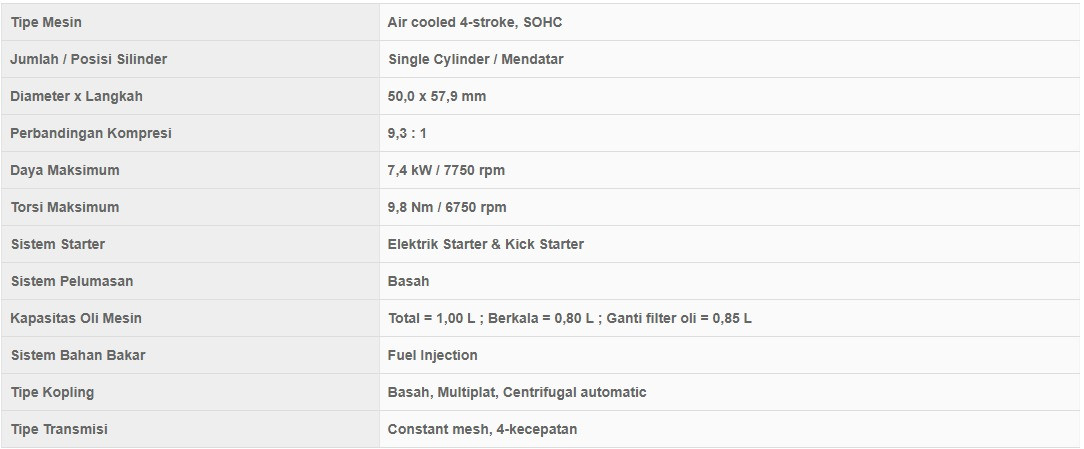 Tipe Mesin Air cooled 4-stroke, SOHC
Jumlah / Posisi Silinder Single Cylinder / Mendatar
Diameter x Langkah 50,0 x 57,9 mm
Perbandingan Kompresi 9,3 : 1
Daya Maksimum 7,4 kW / 7750 rpm
Torsi Maksimum 9,8 Nm / 6750 rpm
Sistem Starter Elektrik Starter & Kick Starter
Sistem Pelumasan Basah
Kapasitas Oli Mesin Total = 1,00 L ; Berkala = 0,80 L ; Ganti filter oli = 0,85 L
Sistem Bahan Bakar Fuel Injection
Tipe Kopling Basah, Multiplat, Centrifugal automatic
Tipe Transmisi Constant mesh, 4-kecepatan